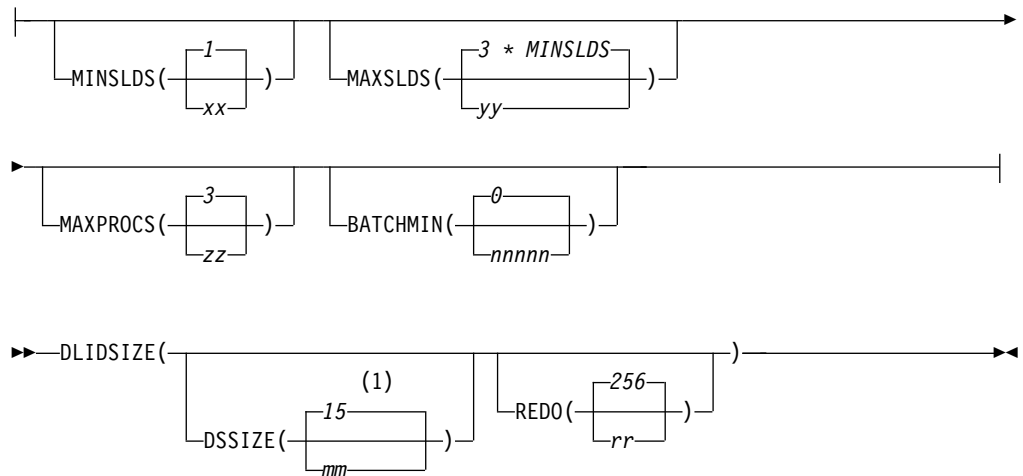 1 3 * MINSLDS
MINSLDS( ) MAXSLDS( )
xx yy
3 0
MAXPROCS( ) BATCHMIN( )
zz nnnnn
DLIDSIZE( )
(1)
15 256
REDO( )
rr
DSSIZE( )
mm